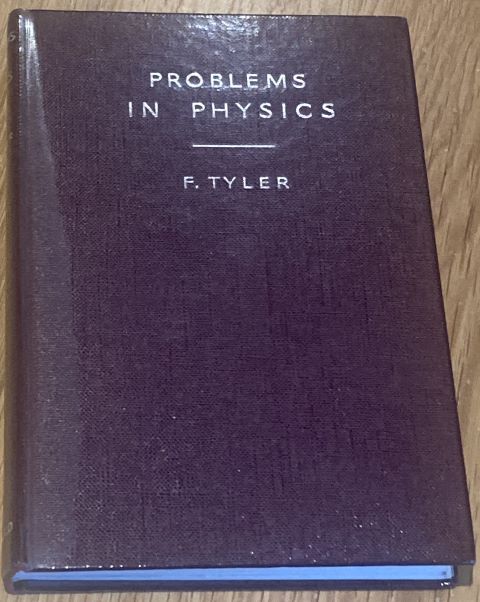 PROBLEMS
IN PHYSICS
F. TYLER